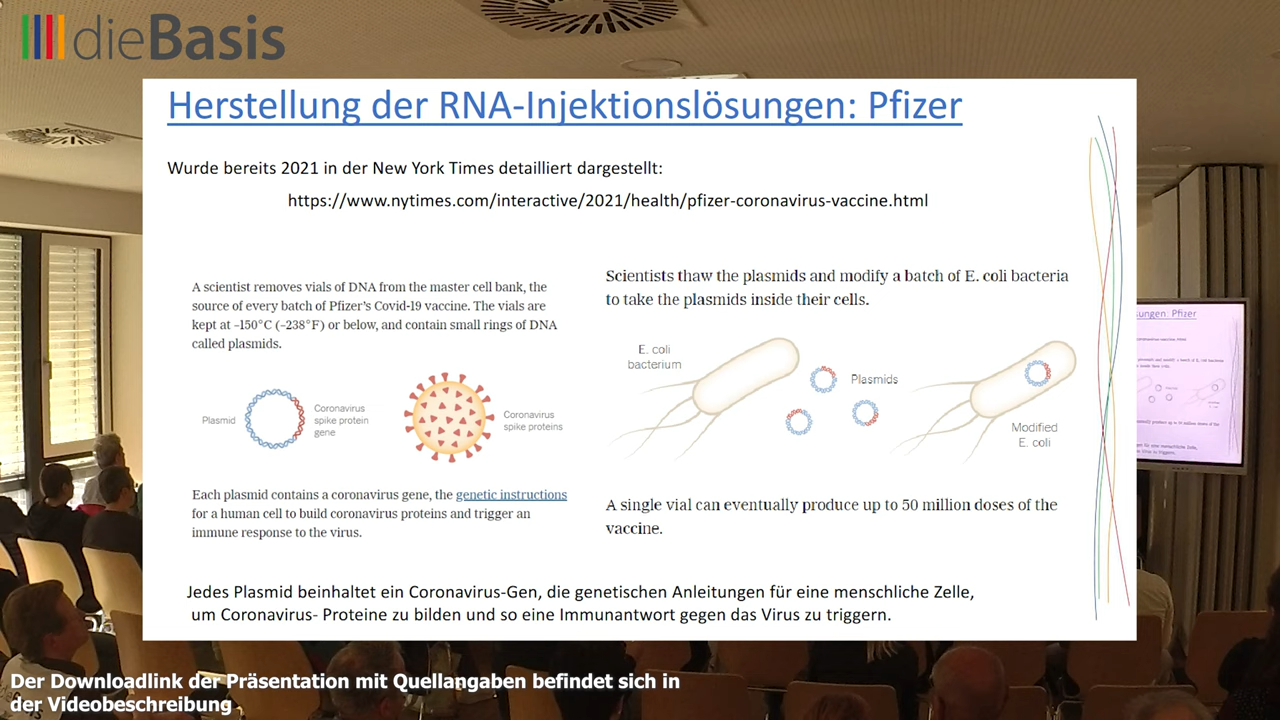 dieBasis
Herstellung der RNA-Injektionslösungen: Pfizer
Wurde bereits 2021 in der New York Times detailliert dargestellt:
https://www.nytimes.com/interactive/2021/health/pfizer-coronavirus-vaccine.html
A scientist removes vials of DNA from the master cell bank, the
source of every batch of Pfizer's Covid-19 vaccine. The vials are
kept at –150°C (–238°F) or below, and contain small rings of DNA
called plasmids.
Plasmid
Coronavirus
spike protein
gene
Coronavirus
spike proteins
Each plasmid contains a coronavirus gene, the genetic instructions
for a human cell to build coronavirus proteins and trigger an
immune response to the virus.
Scientists thaw the plasmids and modify a batch of E. coli bacteria
to take the plasmids inside their cells.
E. coli
bacterium
Plasmids
Modified
E. coli
A single vial can eventually produce up to 50 million doses of the
vaccine.
Jedes Plasmid beinhaltet ein Coronavirus-Gen, die genetischen Anleitungen für eine menschliche Zelle,
um Coronavirus- Proteine zu bilden und so eine Immunantwort gegen das Virus zu triggern.
sungen: Pfizer
Der Downloadlink der Präsentation mit Quellangaben befindet sich in
der Videobeschreibung